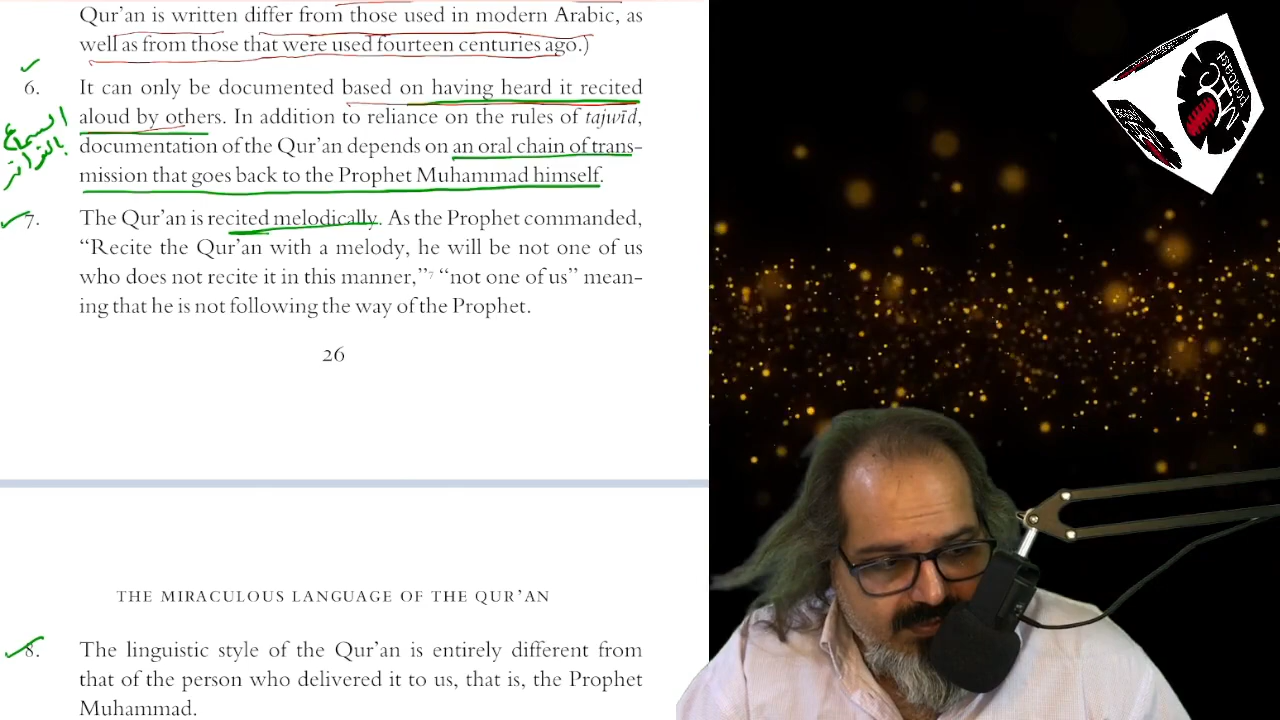 Qur’an is written differ from those used in modern Arabic, as
well as from those that were used fourteen centuries ago.)
6. It can only be documented based on having heard it recited
aloud by others. In addition to reliance on the rules of tajwīd,
documentation of the Qur’an depends on an oral chain of trans-
mission that goes back to the Prophet Muhammad himself.
السماع
بالتواتر
7. The Qur’an is recited melodically. As the Prophet commanded,
“Recite the Qur’an with a melody, he will be not one of us
who does not recite it in this manner,”⁷ “not one of us” mean-
ing that he is not following the way of the Prophet.
26
THE MIRACULOUS LANGUAGE OF THE QUR’AN
8. The linguistic style of the Qur’an is entirely different from
that of the person who delivered it to us, that is, the Prophet
Muhammad.
podcast